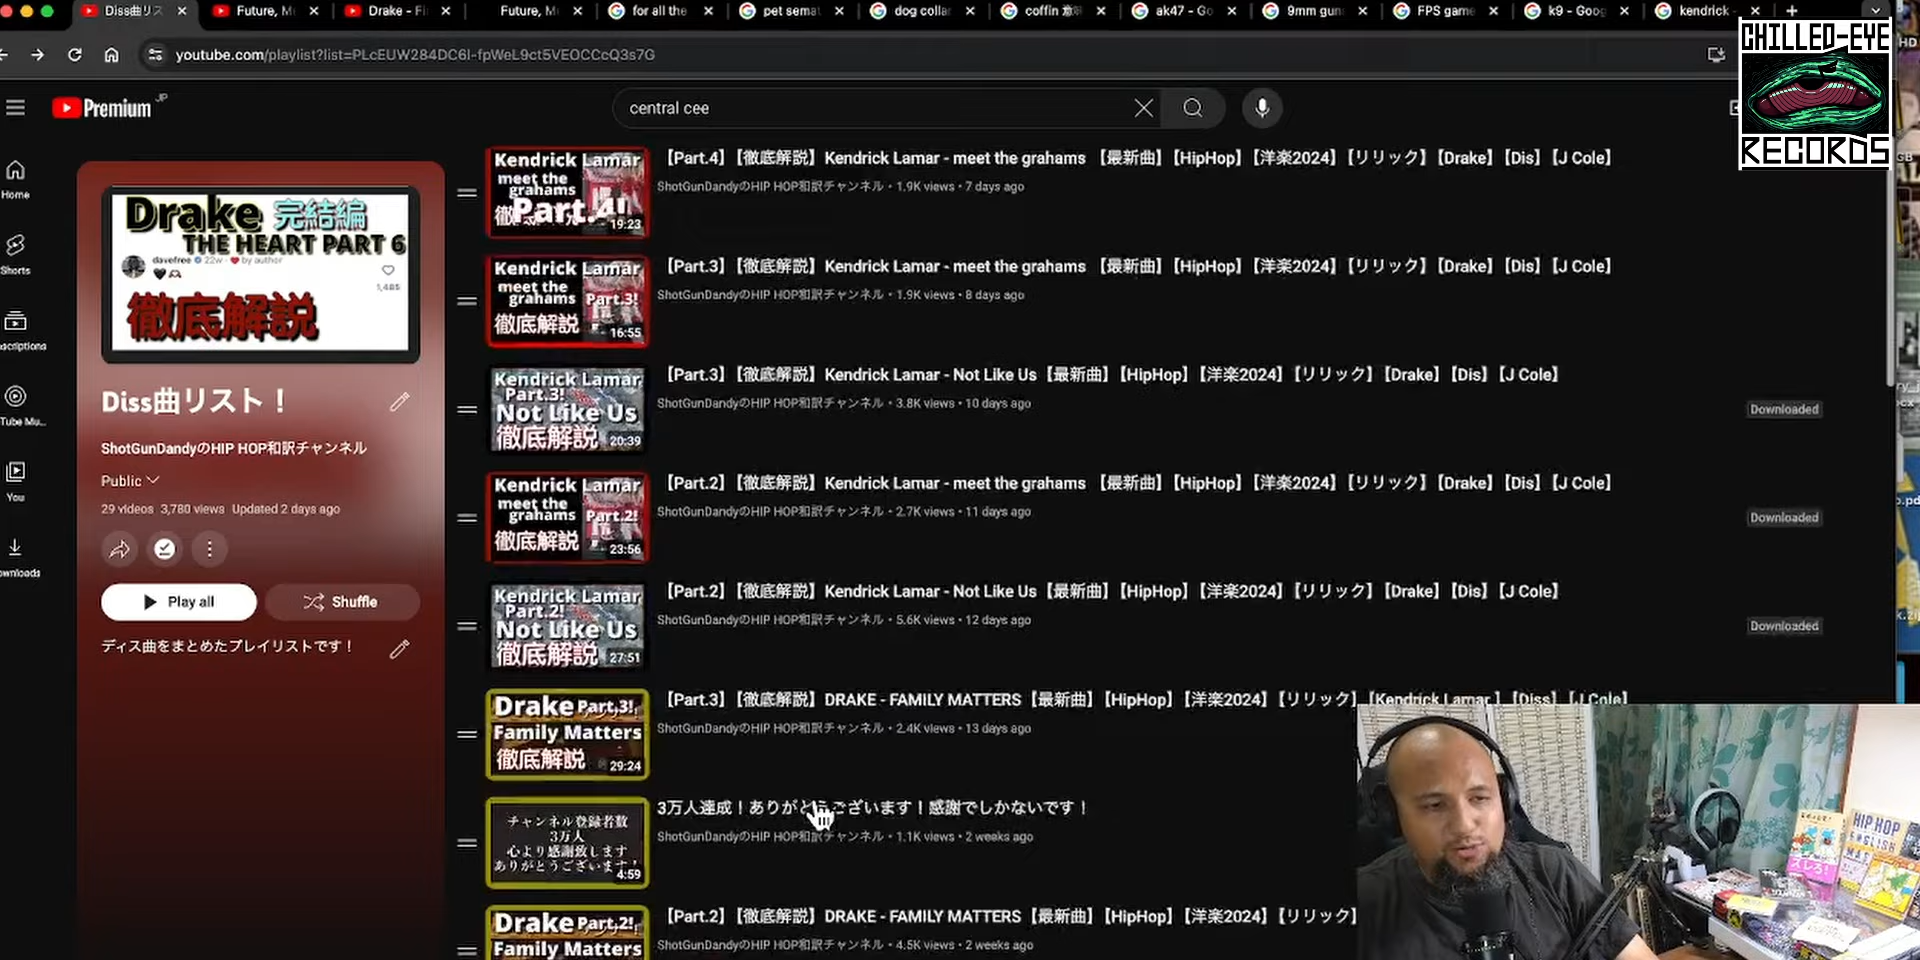 Diss曲リス
Future, M
Drake - Fi
Future, M
for all the
pet semat
dog collar
coffin 意味
ak47 - Go
9mm gun
FPS game
k9 - Goog
kendrick
youtube.com/playlist?list=PLcEUW284DC6l-fpWeL9ct5VEOCCcQ3s7G
CHILLED-EYE
RECORDS
Premium JP
central cee
Home
Shorts
scriptions
Tube Mu...
You
wnloads
Drake 完結編
THE HEART PART 6
davefree 22w by author
1,485
徹底解説
Diss曲リスト！
ShotGunDandyのHIP HOP和訳チャンネル
Public
29 videos 3,780 views Updated 2 days ago
Play all
Shuffle
ディス曲をまとめたプレイリストです！
Kendrick Lamar
meet the
grahams
Part.4!
19:23
【Part.4】【徹底解説】Kendrick Lamar - meet the grahams 【最新曲】【HipHop】【洋楽2024】【リリック】【Drake】【Dis】【J Cole】
ShotGunDandyのHIP HOP和訳チャンネル • 1.9K views • 7 days ago
Kendrick Lamar
meet the
grahams
Part.3!
徹底解説
16:55
【Part.3】【徹底解説】Kendrick Lamar - meet the grahams 【最新曲】【HipHop】【洋楽2024】【リリック】【Drake】【Dis】【J Cole】
ShotGunDandyのHIP HOP和訳チャンネル • 1.9K views • 8 days ago
Kendrick Lamar
Part.3!
Not Like Us
徹底解説
20:39
【Part.3】【徹底解説】Kendrick Lamar - Not Like Us【最新曲】【HipHop】【洋楽2024】【リリック】【Drake】【Dis】【J Cole】
ShotGunDandyのHIP HOP和訳チャンネル • 3.8K views • 10 days ago
Downloaded
Kendrick Lamar
meet the
grahams
Part.2!
徹底解説
23:56
【Part.2】【徹底解説】Kendrick Lamar - meet the grahams 【最新曲】【HipHop】【洋楽2024】【リリック】【Drake】【Dis】【J Cole】
ShotGunDandyのHIP HOP和訳チャンネル • 2.7K views • 11 days ago
Downloaded
Kendrick Lamar
Part.2!
Not Like Us
徹底解説
27:51
【Part.2】【徹底解説】Kendrick Lamar - Not Like Us【最新曲】【HipHop】【洋楽2024】【リリック】【Drake】【Dis】【J Cole】
ShotGunDandyのHIP HOP和訳チャンネル • 5.6K views • 12 days ago
Downloaded
Drake Part.3!
Family Matters
徹底解説
29:24
【Part.3】【徹底解説】DRAKE - FAMILY MATTERS【最新曲】【HipHop】【洋楽2024】【リリック】【Kendrick Lamar】【Diss】【J Cole】
ShotGunDandyのHIP HOP和訳チャンネル • 2.4K views • 13 days ago
チャンネル登録者数
3万人
心より感謝致します
ありがとうございます!
4:59
3万人達成！ありがとうございます！感謝でしかないです！
ShotGunDandyのHIP HOP和訳チャンネル • 1.1K views • 2 weeks ago
Drake Part.2!
Family Matters
【Part.2】【徹底解説】DRAKE - FAMILY MATTERS【最新曲】【HipHop】【洋楽2024】【リリック】
ShotGunDandyのHIP HOP和訳チャンネル • 4.5K views • 2 weeks ago
HIP HOP
ENGLISH